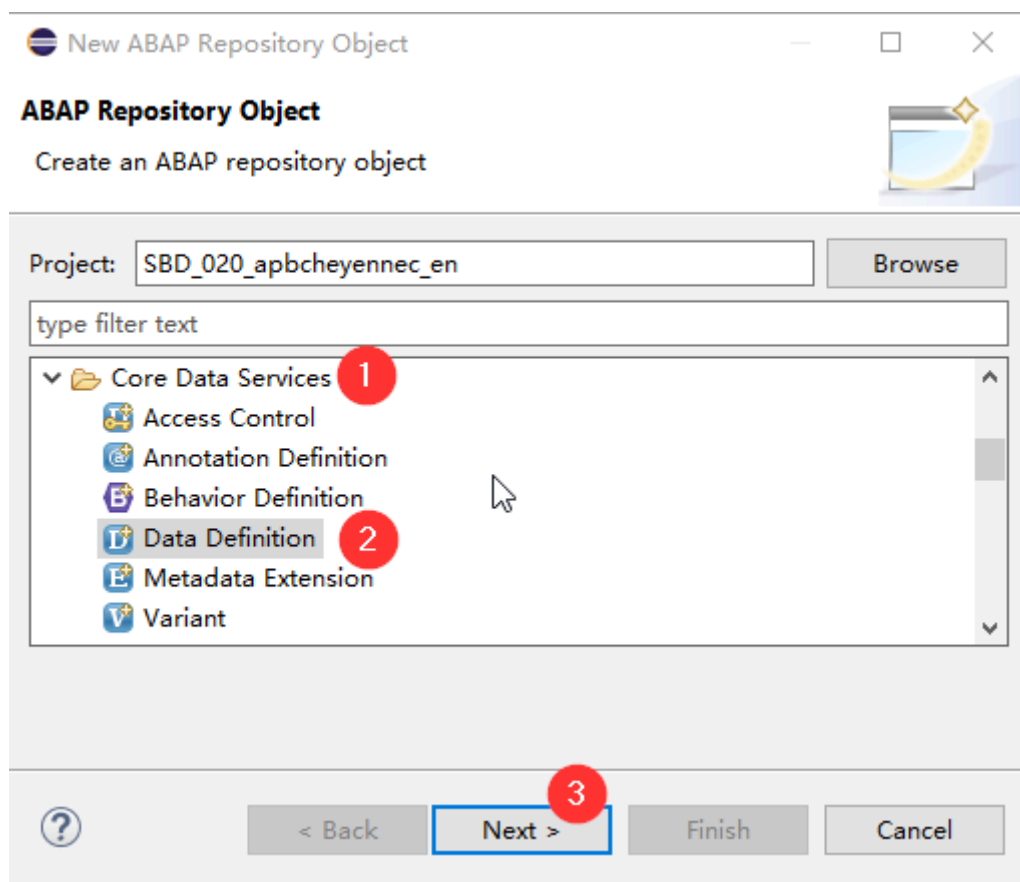 New ABAP Repository Object
ABAP Repository Object
Create an ABAP repository object
Project: SBD_020_apbcheyennec_en Browse
type filter text
Core Data Services 1
Access Control
Annotation Definition
Behavior Definition
Data Definition 2
Metadata Extension
Variant
3
? < Back Next > Finish Cancel